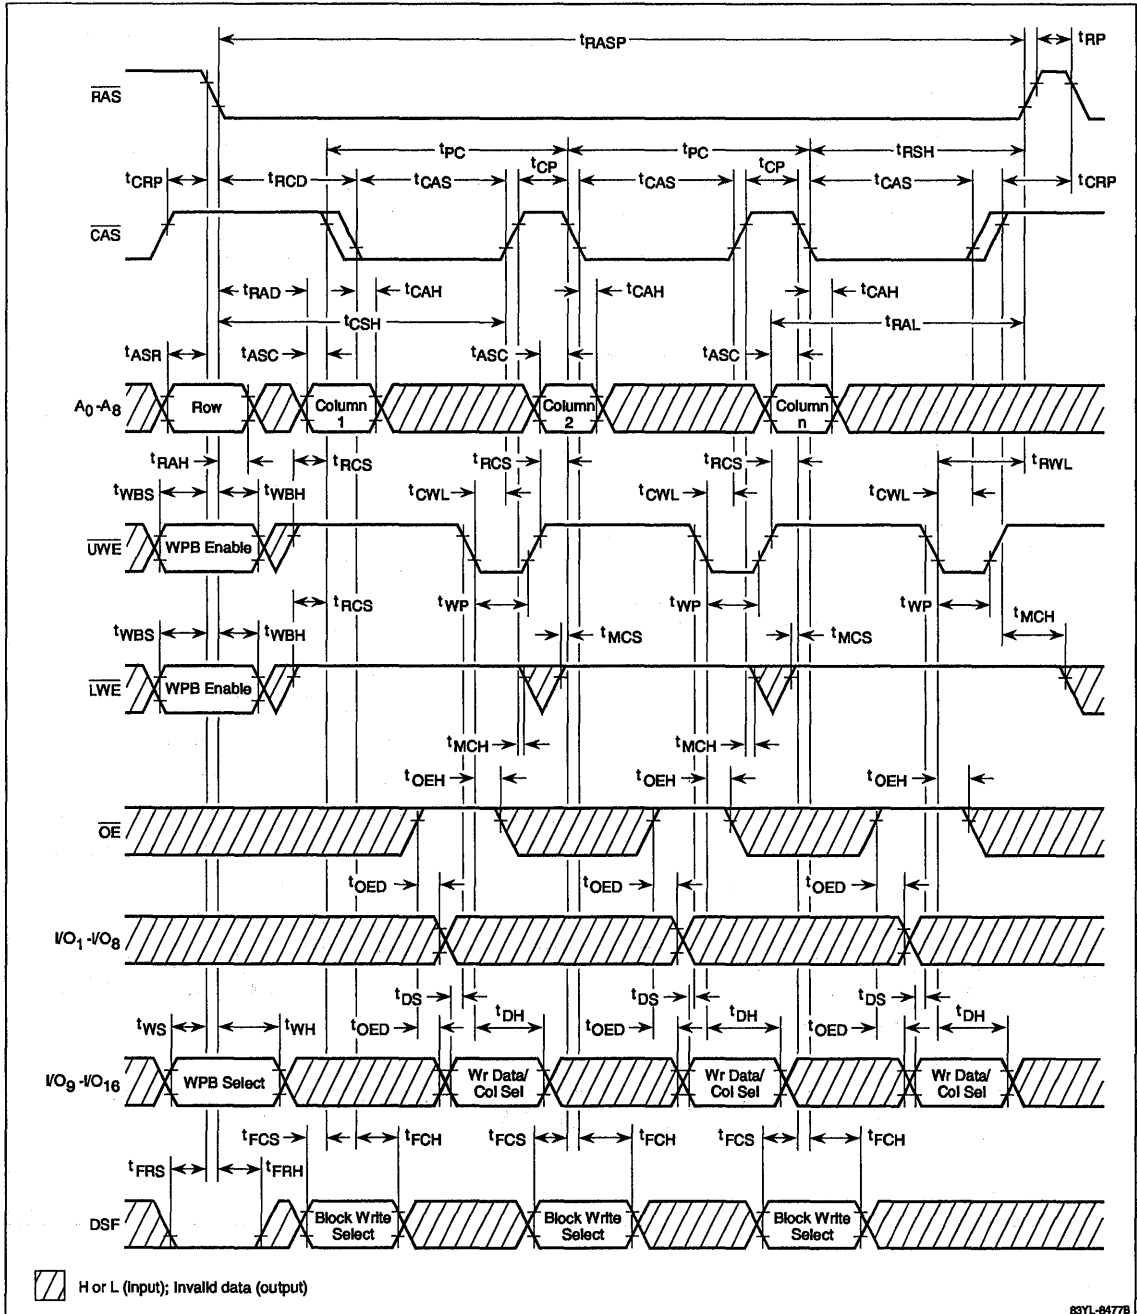 tRASP tRP
RAS
tPC tPC tRSH
tCP tCP
tCRP tRCD tCAS tCAS tCAS tCRP
CAS
tRAD tCAH tCAH tCAH
tCSH tRAL
tASR tASC tASC tASC
A0-A8 Row Column 1 Column 2 Column n
tRAH tRCS tRCS tRCS tRWL
tWBS tWBH tCWL tCWL tCWL
UWE WPB Enable
tRCS tWP tWP tWP
tMCH
tWBS tWBH tMCS tMCS
LWE WPB Enable
tMCH tMCH
tOEH tOEH tOEH
OE
tOED tOED tOED
I/O1-I/O8
tDS tDS tDS
tWS tWH tOED tDH tOED tDH tOED tDH
I/O9-I/O16 WPB Select Wr Data/ Col Sel Wr Data/ Col Sel Wr Data/ Col Sel
tFCS tFCH tFCS tFCH tFCS tFCH
tFRS tFRH
DSF Block Write Select Block Write Select Block Write Select
H or L (input); Invalid data (output)
83YL-8477B